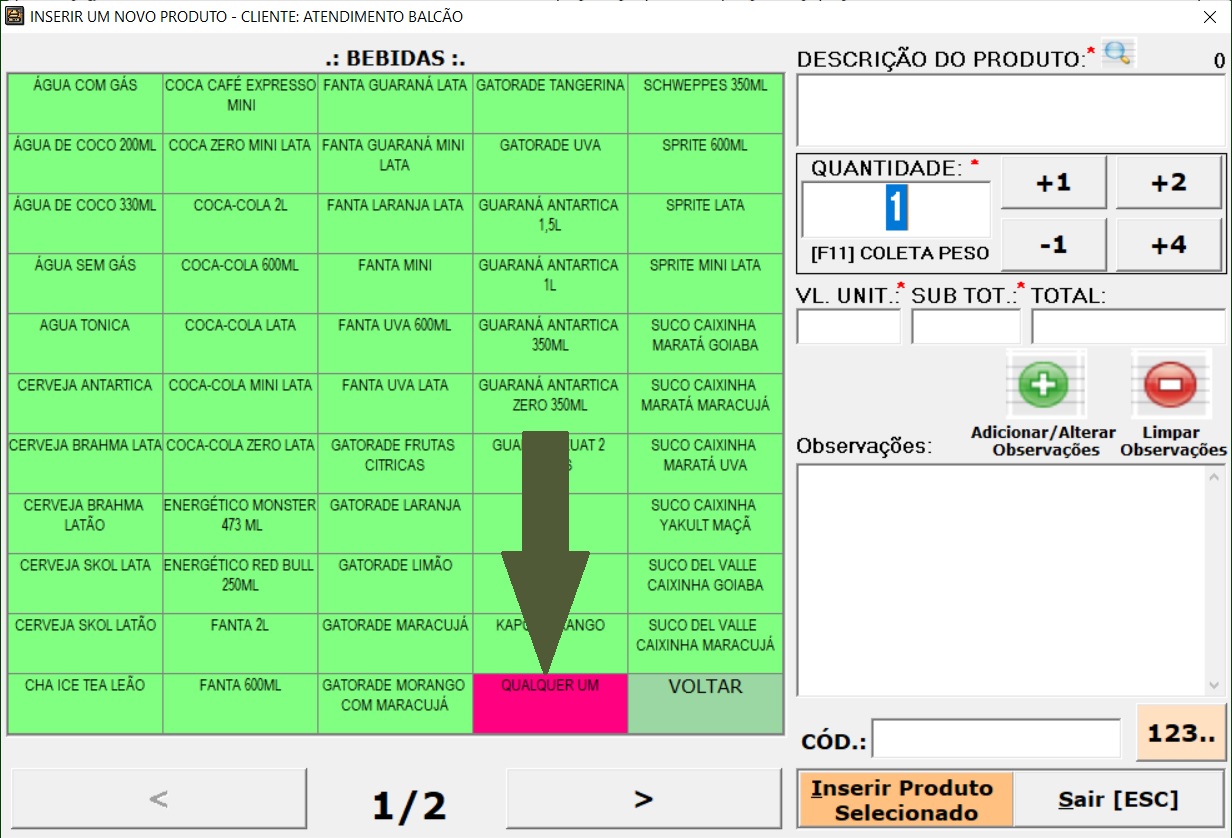 INSERIR UM NOVO PRODUTO - CLIENTE: ATENDIMENTO BALCÃO
.: BEBIDAS :.
ÁGUA COM GÁS
COCA CAFÉ EXPRESSO
MINI
FANTA GUARANÁ LATA
GATORADE TANGERINA
SCHWEPPES 350ML
ÁGUA DE COCO 200ML
COCA ZERO MINI LATA
FANTA GUARANÁ MINI
LATA
GATORADE UVA
SPRITE 600ML
ÁGUA DE COCO 330ML
COCA-COLA 2L
FANTA LARANJA LATA
GUARANÁ ANTARTICA
1,5L
SPRITE LATA
ÁGUA SEM GÁS
COCA-COLA 600ML
FANTA MINI
GUARANÁ ANTARTICA
1L
SPRITE MINI LATA
AGUA TONICA
COCA-COLA LATA
FANTA UVA 600ML
GUARANÁ ANTARTICA
350ML
SUCO CAIXINHA
MARATÁ GOIABA
CERVEJA ANTARTICA
COCA-COLA MINI LATA
FANTA UVA LATA
GUARANÁ ANTARTICA
ZERO 350ML
SUCO CAIXINHA
MARATÁ MARACUJÁ
CERVEJA BRAHMA LATA
COCA-COLA ZERO LATA
GATORADE FRUTAS
CITRICAS
2
SUCO CAIXINHA
MARATÁ UVA
CERVEJA BRAHMA
LATÃO
ENERGÉTICO MONSTER
473 ML
GATORADE LARANJA
SUCO CAIXINHA
YAKULT MAÇÃ
CERVEJA SKOL LATA
ENERGÉTICO RED BULL
250ML
GATORADE LIMÃO
SUCO DEL VALLE
CAIXINHA GOIABA
CERVEJA SKOL LATÃO
FANTA 2L
GATORADE MARACUJÁ
SUCO DEL VALLE
CAIXINHA MARACUJÁ
CHA ICE TEA LEÃO
FANTA 600ML
GATORADE MORANGO
COM MARACUJÁ
QUALQUER UM
VOLTAR
<
1/2
>
DESCRIÇÃO DO PRODUTO:*
0
QUANTIDADE: *
1
[F11] COLETA PESO
+1
+2
-1
+4
VL. UNIT.:* SUB TOT.:* TOTAL:
Adicionar/Alterar
Observações
Limpar
Observações
Observações:
CÓD.:
123..
Inserir Produto
Selecionado
Sair [ESC]